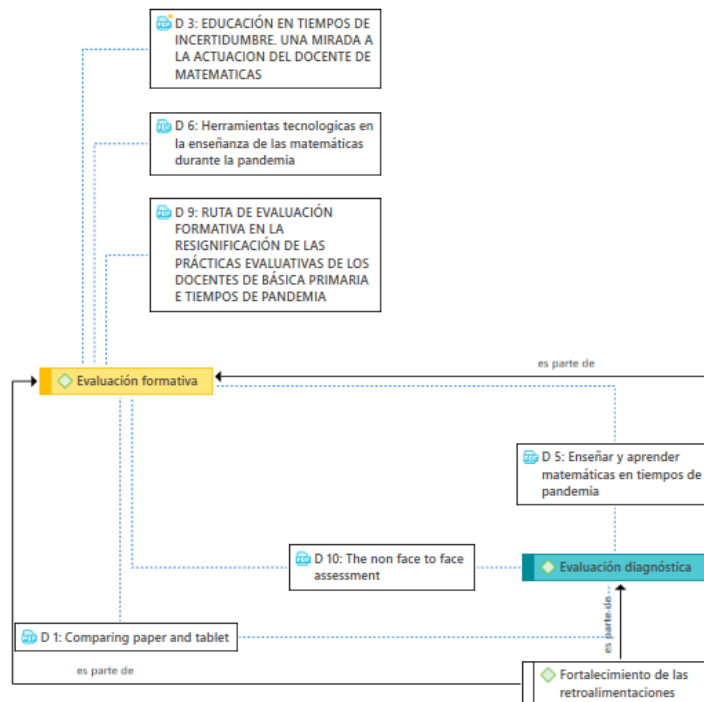 D 3: EDUCACIÓN EN TIEMPOS DE
INCERTIDUMBRE. UNA MIRADA A
LA ACTUACION DEL DOCENTE DE
MATEMATICAS
D 6: Herramientas tecnologicas en
la enseñanza de las matemáticas
durante la pandemia
D 9: RUTA DE EVALUACIÓN
FORMATIVA EN LA
RESIGNIFICACIÓN DE LAS
PRÁCTICAS EVALUATIVAS DE LOS
DOCENTES DE BÁSICA PRIMARIA
E TIEMPOS DE PANDEMIA
es parte de
Evaluación formativa
D 5: Enseñar y aprender
matemáticas en tiempos de
pandemia
D 10: The non face to face
assessment
Evaluación diagnóstica
es parte de
D 1: Comparing paper and tablet
es parte de
Fortalecimiento de las
retroalimentaciones